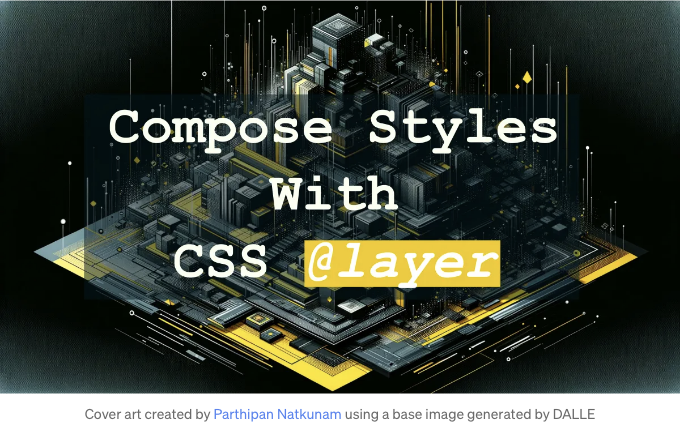 Compose Styles
With
CSS @layer
Cover art created by Parthipan Natkunam using a base image generated by DALLE